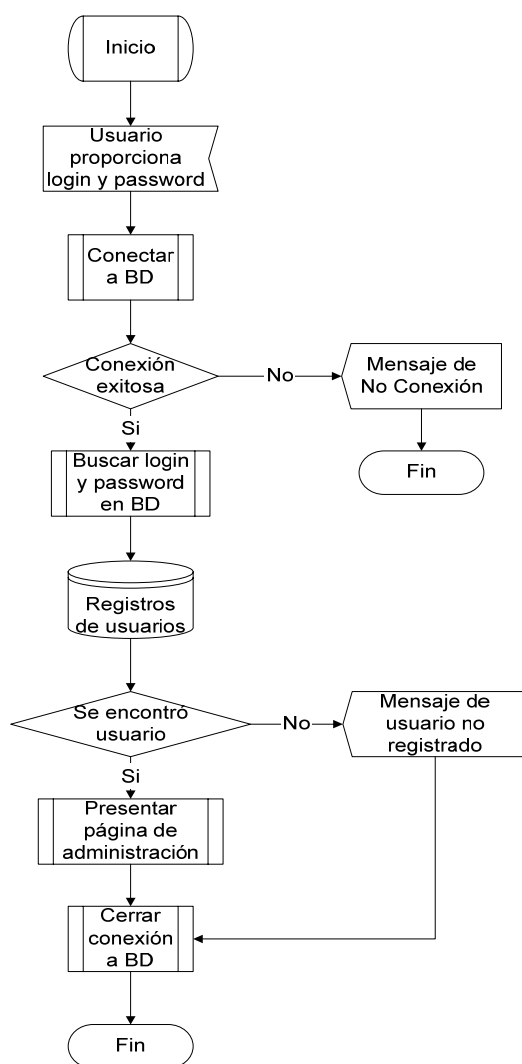 Inicio
Usuario
proporciona
login y password
Conectar
a BD
Conexión
exitosa
No
Mensaje de
No Conexión
Si
Fin
Buscar login
y password
en BD
Registros
de usuarios
Se encontró
usuario
No
Mensaje de
usuario no
registrado
Si
Presentar
página de
administración
Cerrar
conexión
a BD
Fin